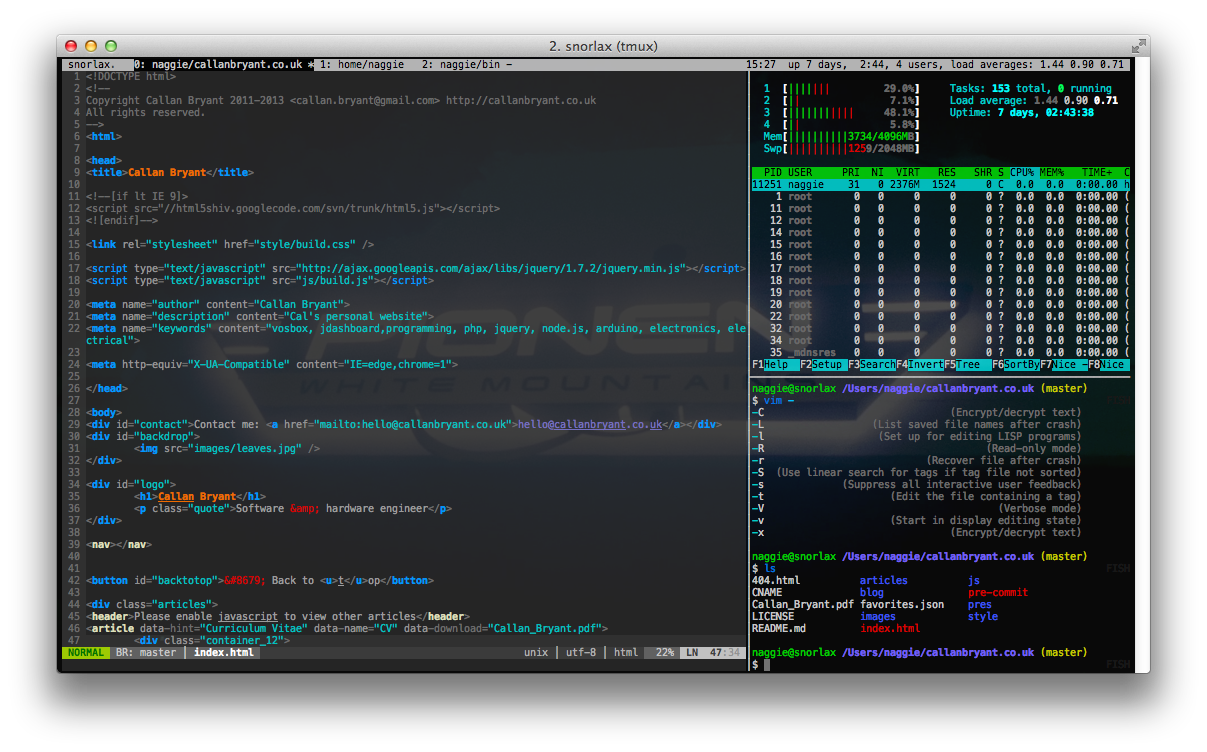 2. snorlax (tmux)
snorlax. 0: naggie/callanbryant.co.uk * 1: home/naggie 2: naggie/bin - 15:27 up 7 days, 2:44, 4 users, load averages: 1.44 0.90 0.71
1 <!DOCTYPE html>
2 <!--
3 Copyright Callan Bryant 2011-2013 <callan.bryant@gmail.com> http://callanbryant.co.uk
4 All rights reserved.
5 -->
6 <html>
7
8 <head>
9 <title>Callan Bryant</title>
10
11 <!--[if lt IE 9]>
12 <script src="//html5shiv.googlecode.com/svn/trunk/html5.js"></script>
13 <![endif]-->
14
15 <link rel="stylesheet" href="style/build.css" />
16
17 <script type="text/javascript" src="http://ajax.googleapis.com/ajax/libs/jquery/1.7.2/jquery.min.js"></script>
18 <script type="text/javascript" src="js/build.js"></script>
19
20 <meta name="author" content="Callan Bryant">
21 <meta name="description" content="Cal's personal website">
22 <meta name="keywords" content="vosbox, jdashboard,programming, php, jquery, node.js, arduino, electronics, ele
ctrical">
23
24 <meta http-equiv="X-UA-Compatible" content="IE=edge,chrome=1">
25
26 </head>
27
28 <body>
29 <div id="contact">Contact me: <a href="mailto:hello@callanbryant.co.uk">hello@callanbryant.co.uk</a></div>
30 <div id="backdrop">
31 <img src="images/leaves.jpg" />
32 </div>
33
34 <div id="logo">
35 <h1>Callan Bryant</h1>
36 <p class="quote">Software &amp; hardware engineer</p>
37 </div>
38
39 <nav></nav>
40
41
42 <button id="backtotop">&#8679; Back to <u>t</u>op</button>
43
44 <div class="articles">
45 <header>Please enable javascript to view other articles</header>
46 <article data-hint="Curriculum Vitae" data-name="CV" data-download="Callan_Bryant.pdf">
47 <div class="container_12">
NORMAL BR: master | index.html unix | utf-8 | html 22% LN 47:34
1 [||||||| 29.0%] Tasks: 153 total, 0 running
2 [|| 7.1%] Load average: 1.44 0.90 0.71
3 [||||||||||| 48.1%] Uptime: 7 days, 02:43:38
4 [|| 5.8%]
Mem[||||||||||3734/4096MB]
Swp[||||||||||1259/2048MB]
PID USER PRI NI VIRT RES SHR S CPU% MEM% TIME+ C
11251 naggie 31 0 2376M 1524 0 C 0.0 0.0 0:00.00 h
1 root 0 0 0 0 0 ? 0.0 0.0 0:00.00 (
11 root 0 0 0 0 0 ? 0.0 0.0 0:00.00 (
12 root 0 0 0 0 0 ? 0.0 0.0 0:00.00 (
14 root 0 0 0 0 0 ? 0.0 0.0 0:00.00 (
15 root 0 0 0 0 0 ? 0.0 0.0 0:00.00 (
16 root 0 0 0 0 0 ? 0.0 0.0 0:00.00 (
17 root 0 0 0 0 0 ? 0.0 0.0 0:00.00 (
18 root 0 0 0 0 0 ? 0.0 0.0 0:00.00 (
19 root 0 0 0 0 0 ? 0.0 0.0 0:00.00 (
20 root 0 0 0 0 0 ? 0.0 0.0 0:00.00 (
22 root 0 0 0 0 0 ? 0.0 0.0 0:00.00 (
32 root 0 0 0 0 0 ? 0.0 0.0 0:00.00 (
34 root 0 0 0 0 0 ? 0.0 0.0 0:00.00 (
35 _mdnsres 0 0 0 0 0 ? 0.0 0.0 0:00.00 (
F1Help F2Setup F3SearchF4InvertF5Tree F6SortByF7Nice -F8Nice
naggie@snorlax /Users/naggie/callanbryant.co.uk (master)
$ vim -
-C (Encrypt/decrypt text)
-L (List saved file names after crash)
-l (Set up for editing LISP programs)
-R (Read-only mode)
-r (Recover file after crash)
-S (Use linear search for tags if tag file not sorted)
-s (Suppress all interactive user feedback)
-t (Edit the file containing a tag)
-V (Verbose mode)
-v (Start in display editing state)
-x (Encrypt/decrypt text)
naggie@snorlax /Users/naggie/callanbryant.co.uk (master)
$ ls FISH
404.html articles js
CNAME blog pre-commit
Callan_Bryant.pdf favorites.json pres
LICENSE images style
README.md index.html
naggie@snorlax /Users/naggie/callanbryant.co.uk (master)
$ FISH
WHITE MOUNTAIN